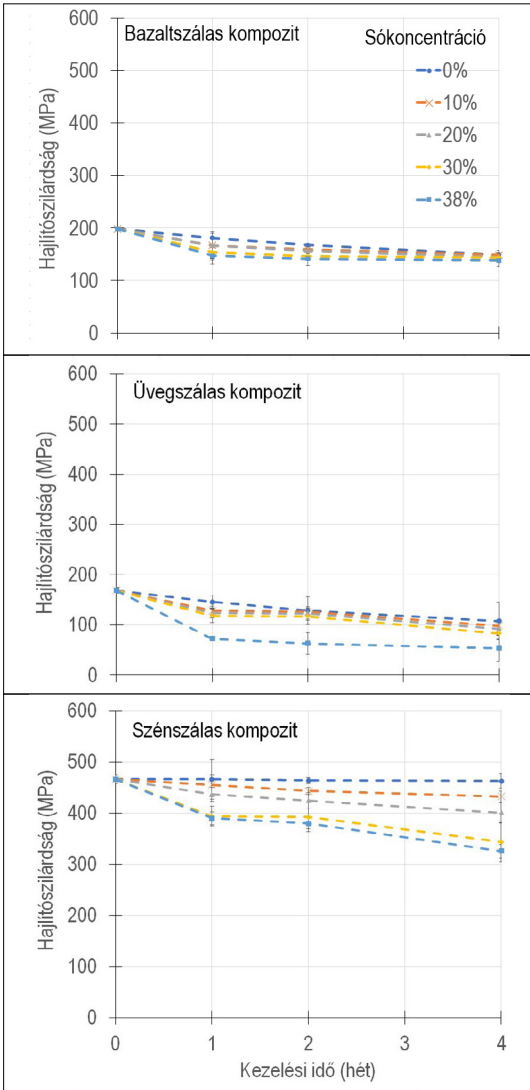 Bazaltszálas kompozit
Sókoncentráció
0%
10%
20%
30%
38%
Hajlítószilárdság (MPa)
600
500
400
300
200
100
0
Üvegszálas kompozit
Hajlítószilárdság (MPa)
600
500
400
300
200
100
0
Szénszálas kompozit
Hajlítószilárdság (MPa)
600
500
400
300
200
100
0
0 1 2 3 4
Kezelési idő (hét)